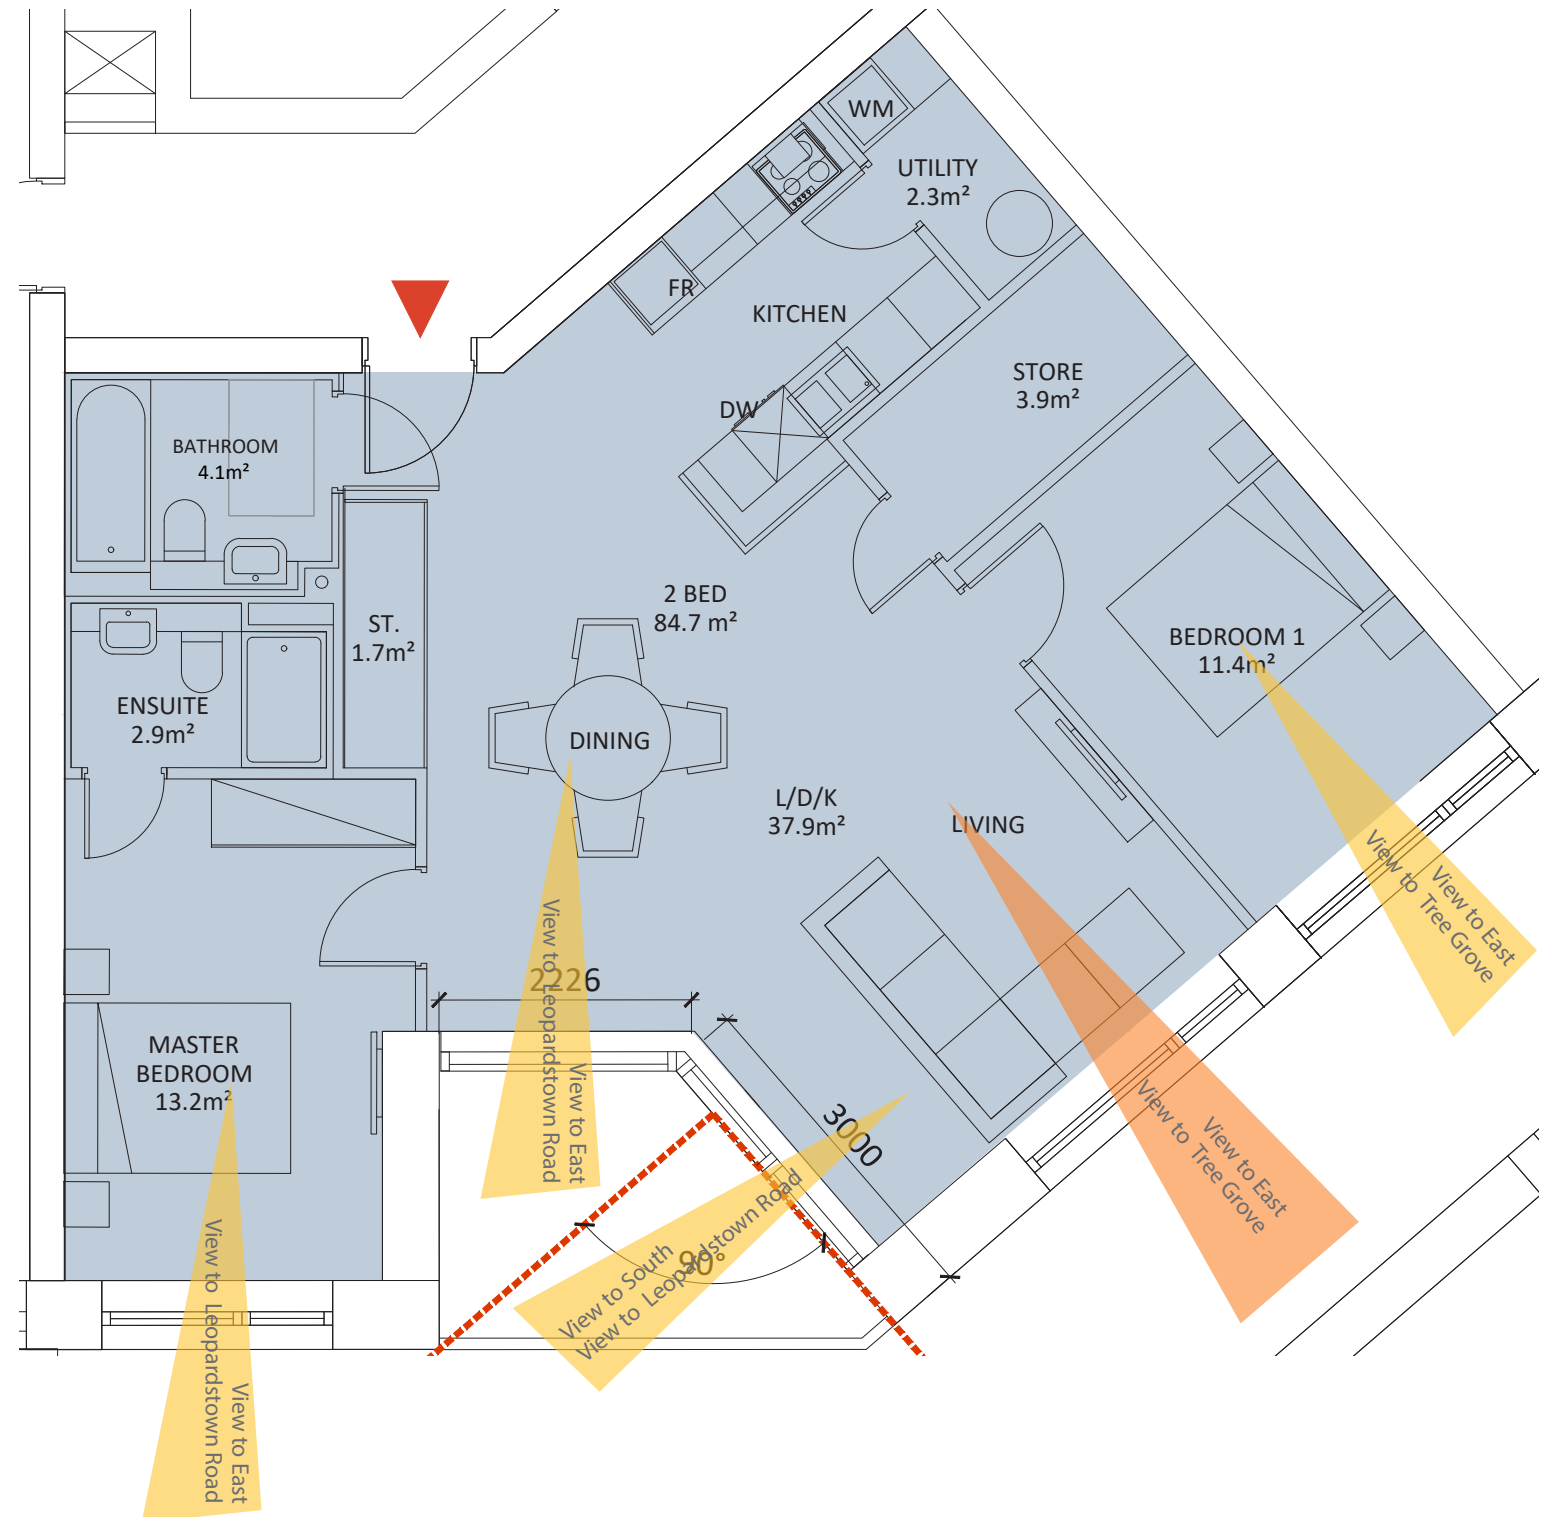 WM
UTILITY
2.3m²
FR
KITCHEN
STORE
3.9m²
DW
BATHROOM
4.1m²
2 BED
84.7 m²
ST.
1.7m²
BEDROOM 1
11.4m²
ENSUITE
2.9m²
DINING
L/D/K
37.9m²
LIVING
View to East
View to Tree Grove
View to East
View to Leopardstown Road
2226
MASTER
BEDROOM
13.2m²
3000
View to East
View to Tree Grove
90°
View to South
View to Leopardstown Road
View to East
View to Leopardstown Road